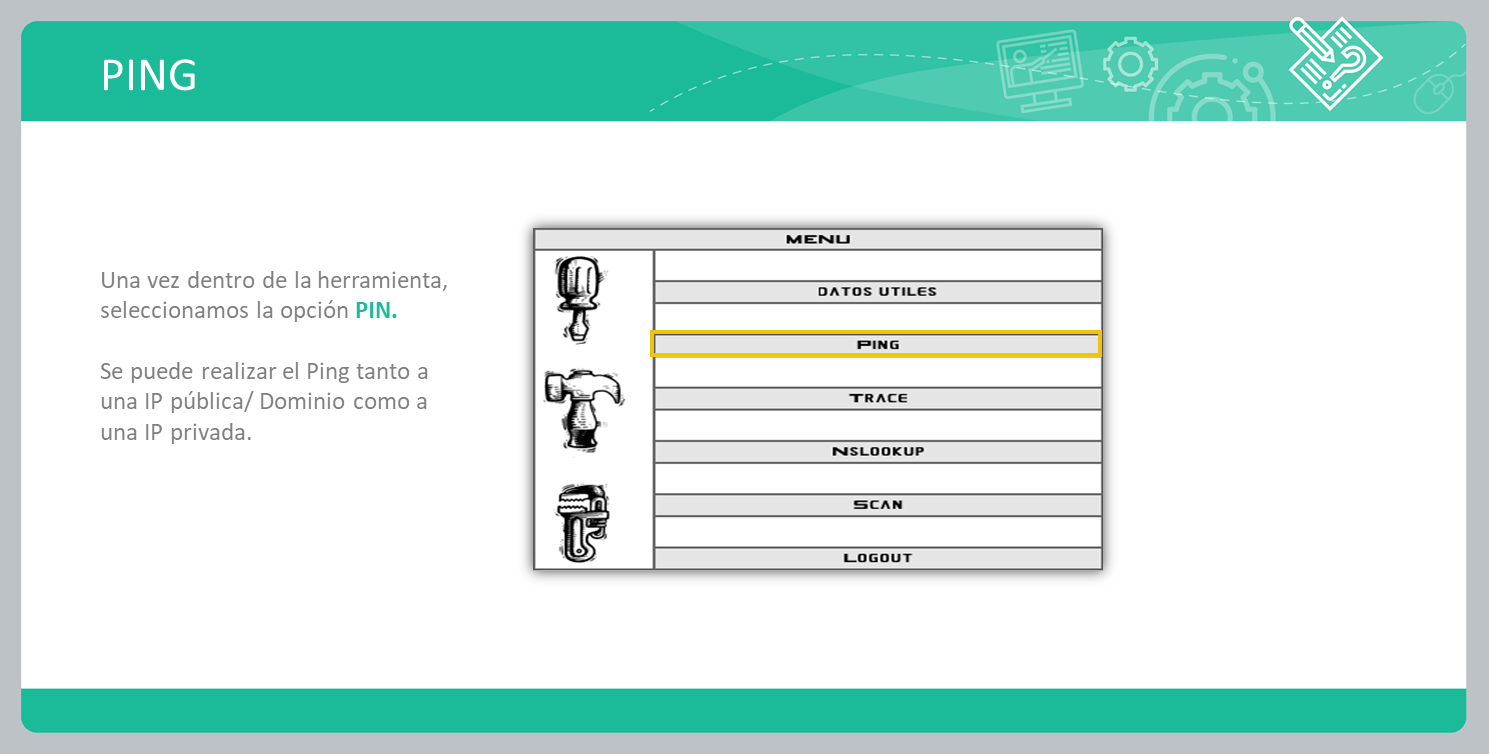 PING
Una vez dentro de la herramienta,
seleccionamos la opción PIN.
Se puede realizar el Ping tanto a
una IP pública/ Dominio como a
una IP privada.
MENU
DATOS UTILES
PING
TRACE
NSLOOKUP
SCAN
LOGOUT